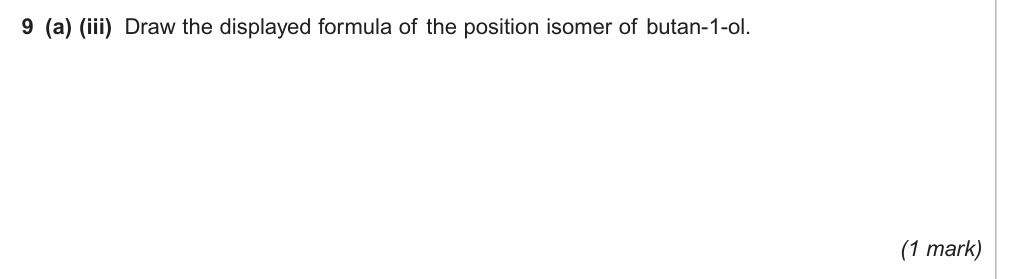 9 (a) (iii) Draw the displayed formula of the position isomer of butan-1-ol.
(1 mark)